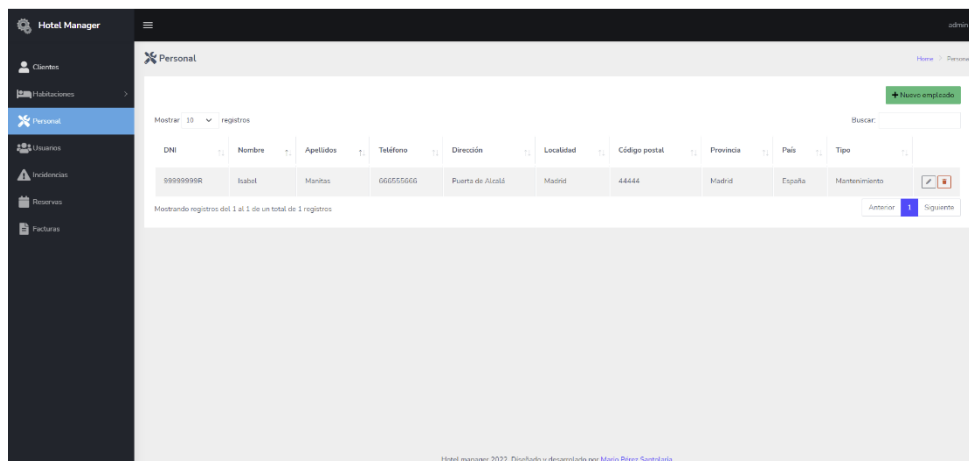 Hotel Manager
admin
Clientes
Habitaciones
Personal
Usuarios
Incidencias
Reservas
Facturas
Personal
Home / Personal
+ Nuevo empleado
Mostrar 10 registros
Buscar:
DNI Nombre Apellidos Teléfono Dirección Localidad Código postal Provincia País Tipo
99999999R Isabel Manitas 666555666 Puerta de Alcalá Madrid 44444 Madrid España Mantenimiento
Mostrando registros del 1 al 1 de un total de 1 registros
Anterior 1 Siguiente
Hotel manager 2022. Diseñado y desarrollado por Mario Pérez Santolaria